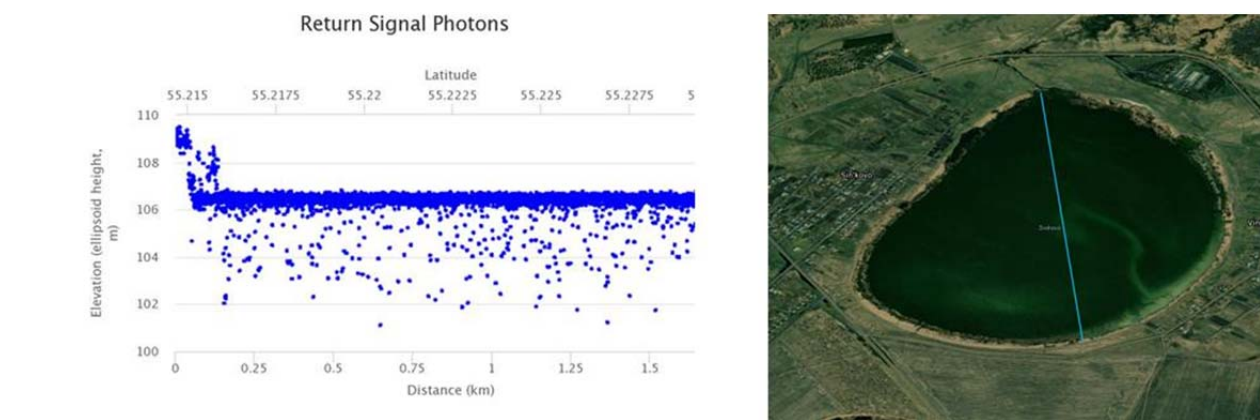 Return Signal Photons
Latitude
55.215 55.2175 55.22 55.2225 55.225 55.2275 5
110
108
106
104
102
100
Elevation (ellipsoid height,
m)
0 0.25 0.5 0.75 1 1.25 1.5
Distance (km)